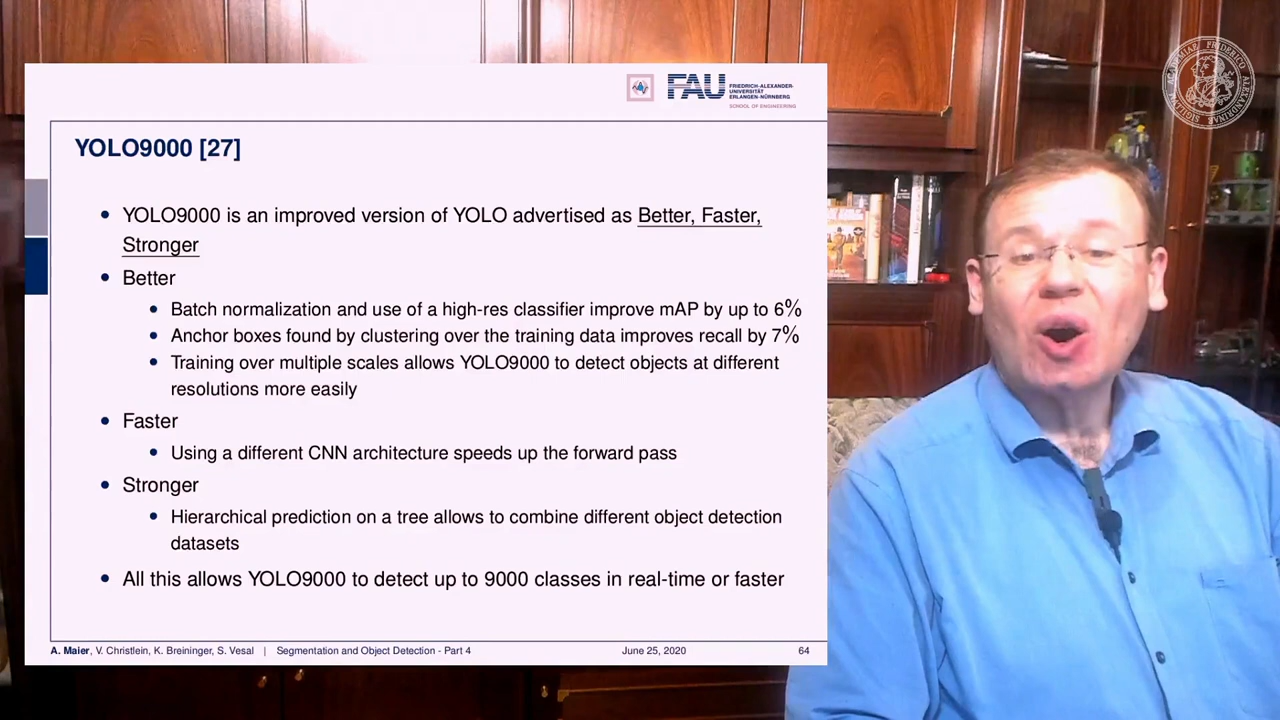 FAU
FRIEDRICH-ALEXANDER-
UNIVERSITÄT
ERLANGEN-NÜRNBERG
SCHOOL OF ENGINEERING
YOLO9000 [27]
• YOLO9000 is an improved version of YOLO advertised as Better, Faster,
Stronger
• Better
• Batch normalization and use of a high-res classifier improve mAP by up to 6%
• Anchor boxes found by clustering over the training data improves recall by 7%
• Training over multiple scales allows YOLO9000 to detect objects at different
resolutions more easily
• Faster
• Using a different CNN architecture speeds up the forward pass
• Stronger
• Hierarchical prediction on a tree allows to combine different object detection
datasets
• All this allows YOLO9000 to detect up to 9000 classes in real-time or faster
A. Maier, V. Christlein, K. Breininger, S. Vesal | Segmentation and Object Detection - Part 4 June 25, 2020 64